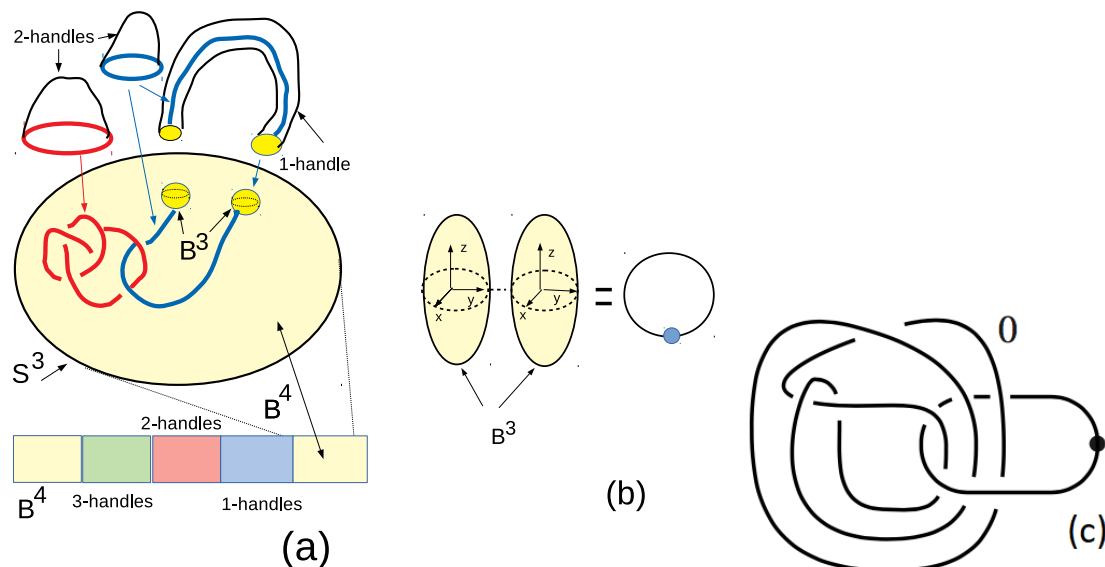 2-handles
1-handle
B³
S³
B⁴
2-handles
B⁴
3-handles
1-handles
(a)
z
y
x
z
y
x
=
B³
(b)
0
(c)